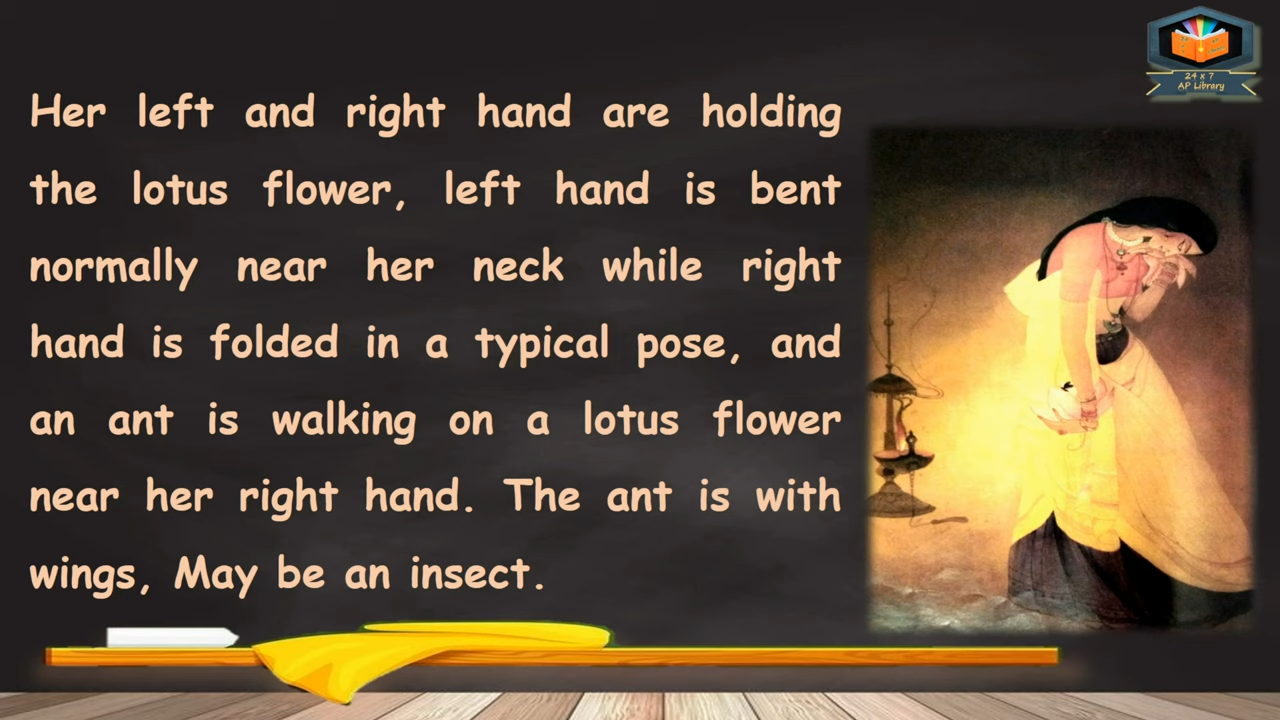 24 x 7
AP Library
Her left and right hand are holding
the lotus flower, left hand is bent
normally near her neck while right
hand is folded in a typical pose, and
an ant is walking on a lotus flower
near her right hand. The ant is with
wings, May be an insect.